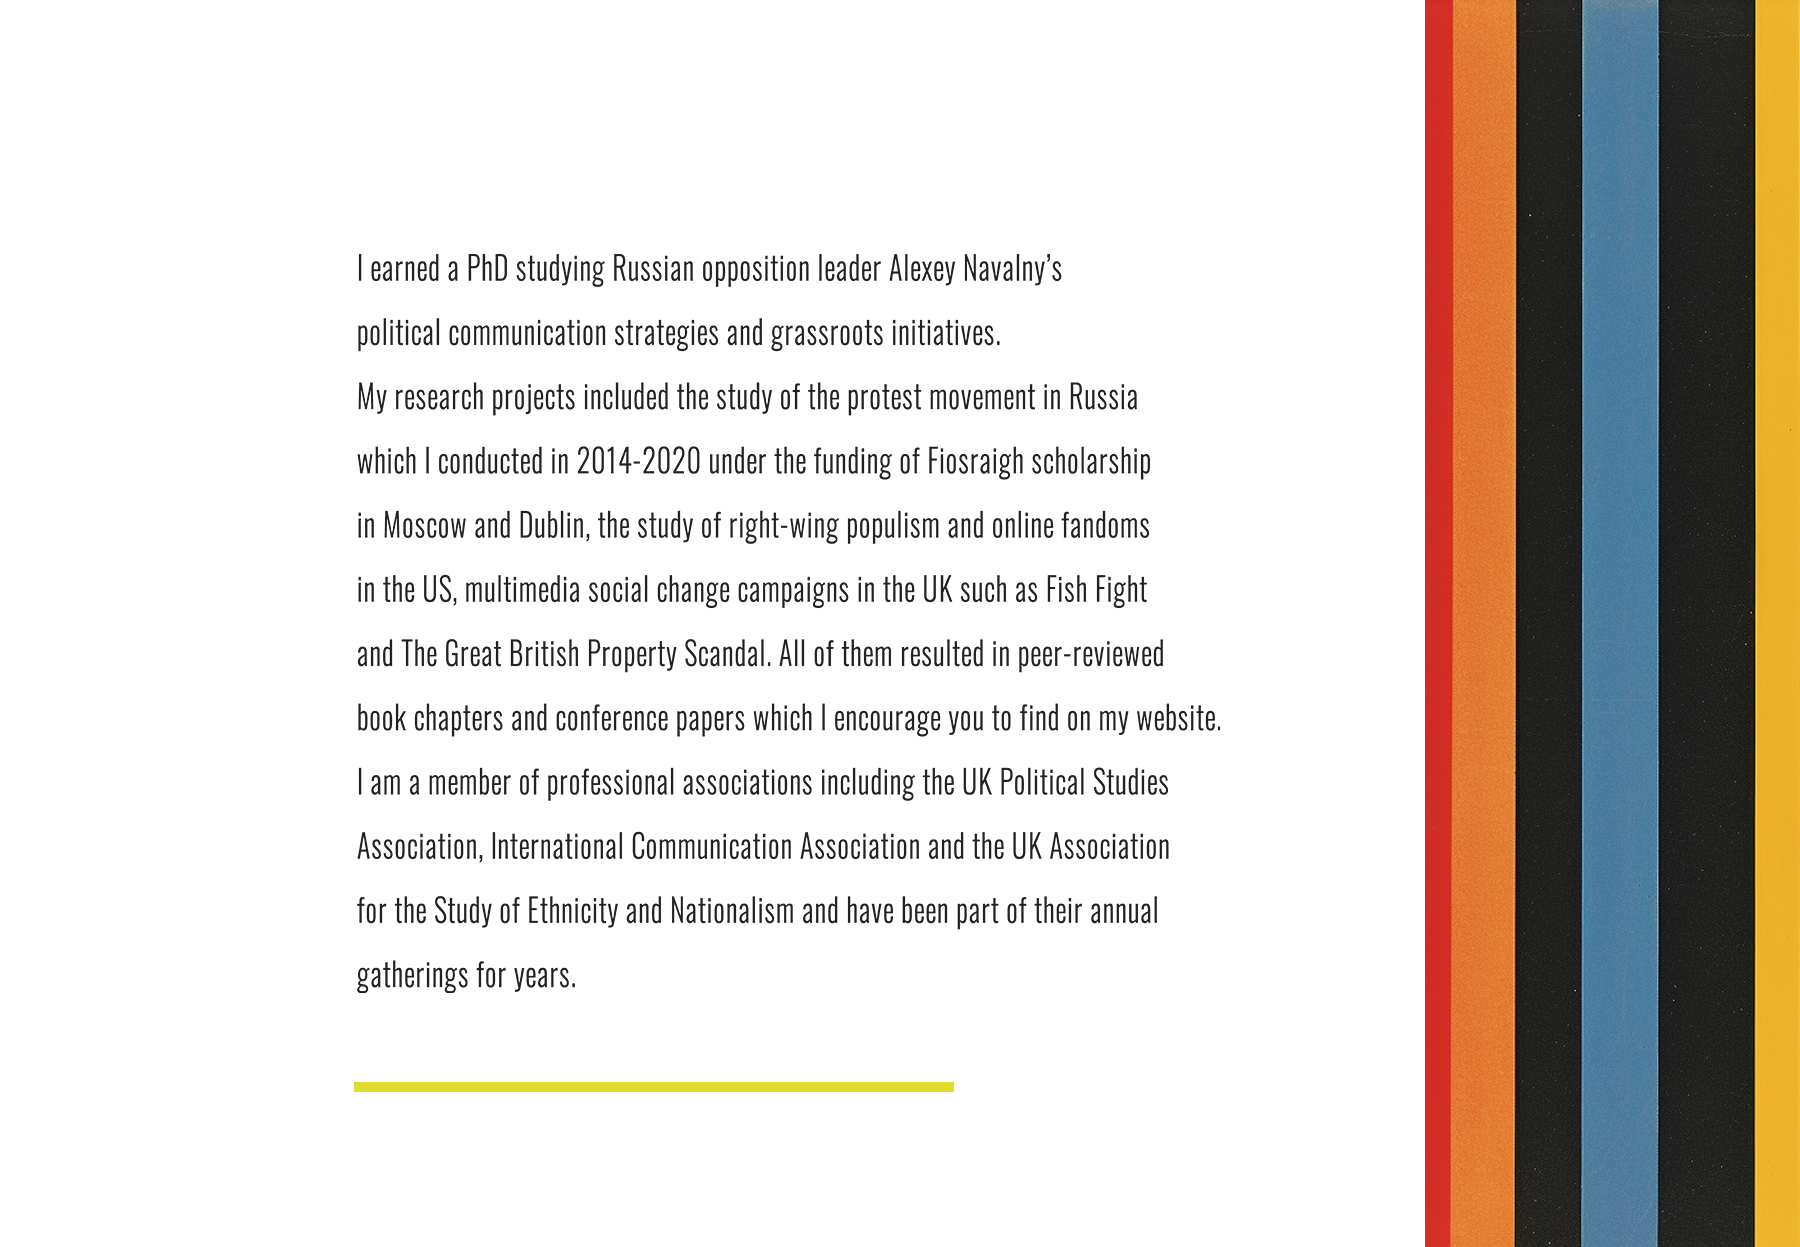 I earned a PhD studying Russian opposition leader Alexey Navalny’s
political communication strategies and grassroots initiatives.
My research projects included the study of the protest movement in Russia
which I conducted in 2014-2020 under the funding of Fiosraigh scholarship
in Moscow and Dublin, the study of right-wing populism and online fandoms
in the US, multimedia social change campaigns in the UK such as Fish Fight
and The Great British Property Scandal. All of them resulted in peer-reviewed
book chapters and conference papers which I encourage you to find on my website.
I am a member of professional associations including the UK Political Studies
Association, International Communication Association and the UK Association
for the Study of Ethnicity and Nationalism and have been part of their annual
gatherings for years.